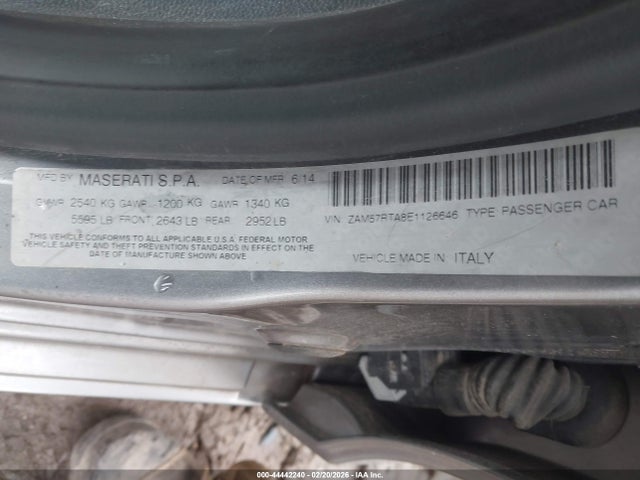 MFD BY MASERATI S.P.A. DATE OF MFR 6.14
GVWR 2540 KG GAWR 1200 KG GAWR 1340 KG
5595 LB FRONT 2643 LB REAR 2952 LB
THIS VEHICLE CONFORMS TO ALL APPLICABLE U.S.A. FEDERAL MOTOR
VEHICLE SAFETY AND THEFT PREVENTION STANDARDS IN EFFECT ON THE
DATE OF MANUFACTURE SHOWN ABOVE
VIN: ZAM57RTA8E1126646 TYPE: PASSENGER CAR
VEHICLE MADE IN ITALY
000-44442240 - 02/20/2026 - TYPE: PUBLIC